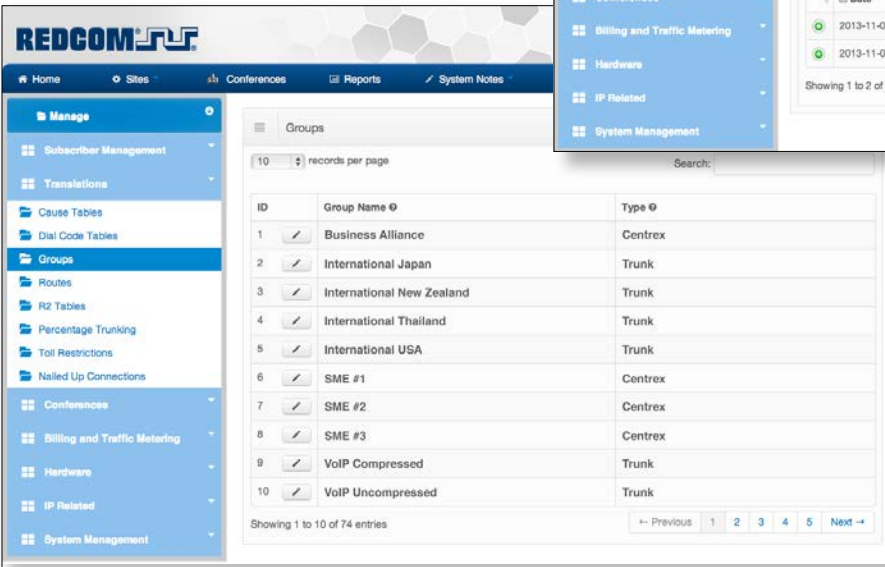 REDCOM
Home Sites Conferences Reports System Notes
Manage
Subscriber Management
Translations
Cause Tables
Dial Code Tables
Groups
Routes
R2 Tables
Percentage Trunking
Toll Restrictions
Nailed Up Connections
Conferences
Billing and Traffic Metering
Hardware
IP Related
System Management
Groups
10 records per page
Search:
ID Group Name Type
1 Business Alliance Centrex
2 International Japan Trunk
3 International New Zealand Trunk
4 International Thailand Trunk
5 International USA Trunk
6 SME #1 Centrex
7 SME #2 Centrex
8 SME #3 Centrex
9 VoIP Compressed Trunk
10 VoIP Uncompressed Trunk
Showing 1 to 10 of 74 entries
← Previous 1 2 3 4 5 Next →
Billing and Traffic Metering
Hardware
IP Related
System Management
2013-11-0
2013-11-0
Showing 1 to 2 of